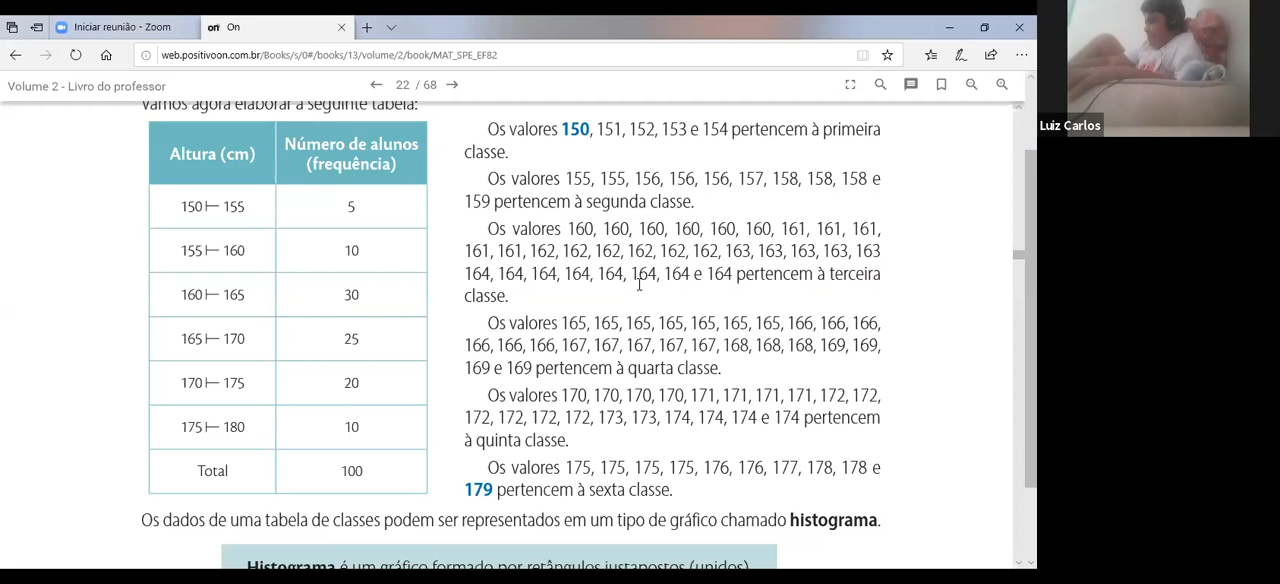 Iniciar reunião - Zoom
On
web.positivoon.com.br/Books/s/0#/books/13/volume/2/book/MAT_SPE_EF82
Volume 2 - Livro do professor
22 / 68
Vamos agora elaborar a seguinte tabela:
Altura (cm)
Número de alunos
(frequência)
150 ⊢ 155
5
155 ⊢ 160
10
160 ⊢ 165
30
165 ⊢ 170
25
170 ⊢ 175
20
175 ⊢ 180
10
Total
100
Os valores 150, 151, 152, 153 e 154 pertencem à primeira
classe.
Os valores 155, 155, 156, 156, 156, 157, 158, 158, 158 e
159 pertencem à segunda classe.
Os valores 160, 160, 160, 160, 160, 160, 161, 161, 161,
161, 161, 162, 162, 162, 162, 162, 162, 163, 163, 163, 163, 163
164, 164, 164, 164, 164, 164, 164 e 164 pertencem à terceira
classe.
Os valores 165, 165, 165, 165, 165, 165, 165, 166, 166, 166,
166, 166, 166, 167, 167, 167, 167, 167, 168, 168, 168, 169, 169,
169 e 169 pertencem à quarta classe.
Os valores 170, 170, 170, 170, 171, 171, 171, 171, 172, 172,
172, 172, 172, 172, 173, 173, 174, 174, 174 e 174 pertencem
à quinta classe.
Os valores 175, 175, 175, 175, 176, 176, 177, 178, 178 e
179 pertencem à sexta classe.
Os dados de uma tabela de classes podem ser representados em um tipo de gráfico chamado histograma.
Histograma é um gráfico formado por retângulos justapostos (unidos)
Luiz Carlos